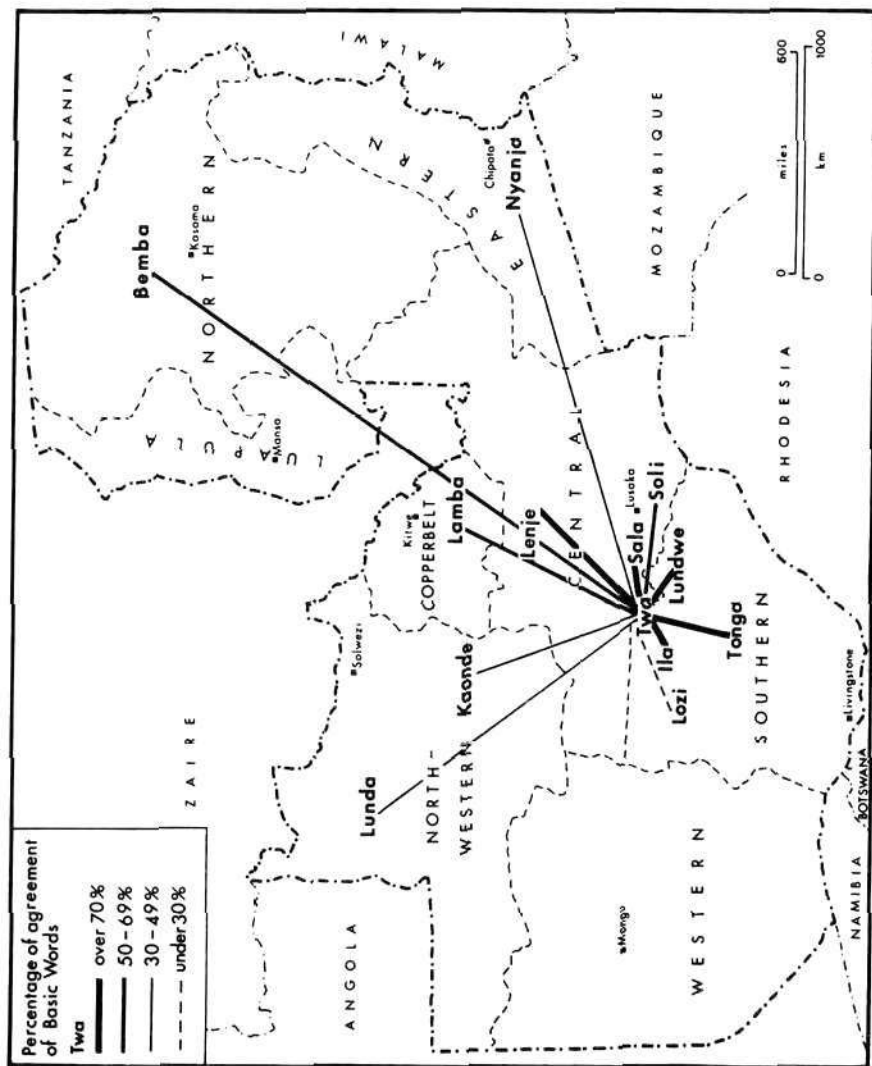 Percentage of agreement
of Basic Words
Twa
over 70%
50-69%
30-49%
under 30%
TANZANIA
ZAIRE
ANGOLA
MALAWI
MOZAMBIQUE
RHODESIA
NAMIBIA
BOTSWANA
NORTHERN
LUAPULA
EASTERN
COPPERBELT
NORTH-
WESTERN
CENTRAL
WESTERN
SOUTHERN
Kasama
Mansa
Chipata
Kitwe
Solwezi
Lusaka
Mongu
Livingstone
Bemba
Nyanja
Lamba
Lenje
Kaonde
Lunda
Sala
Soli
Twa
Lundwe
Ila
Lozi
Tonga
0 miles 600
0 km 1000